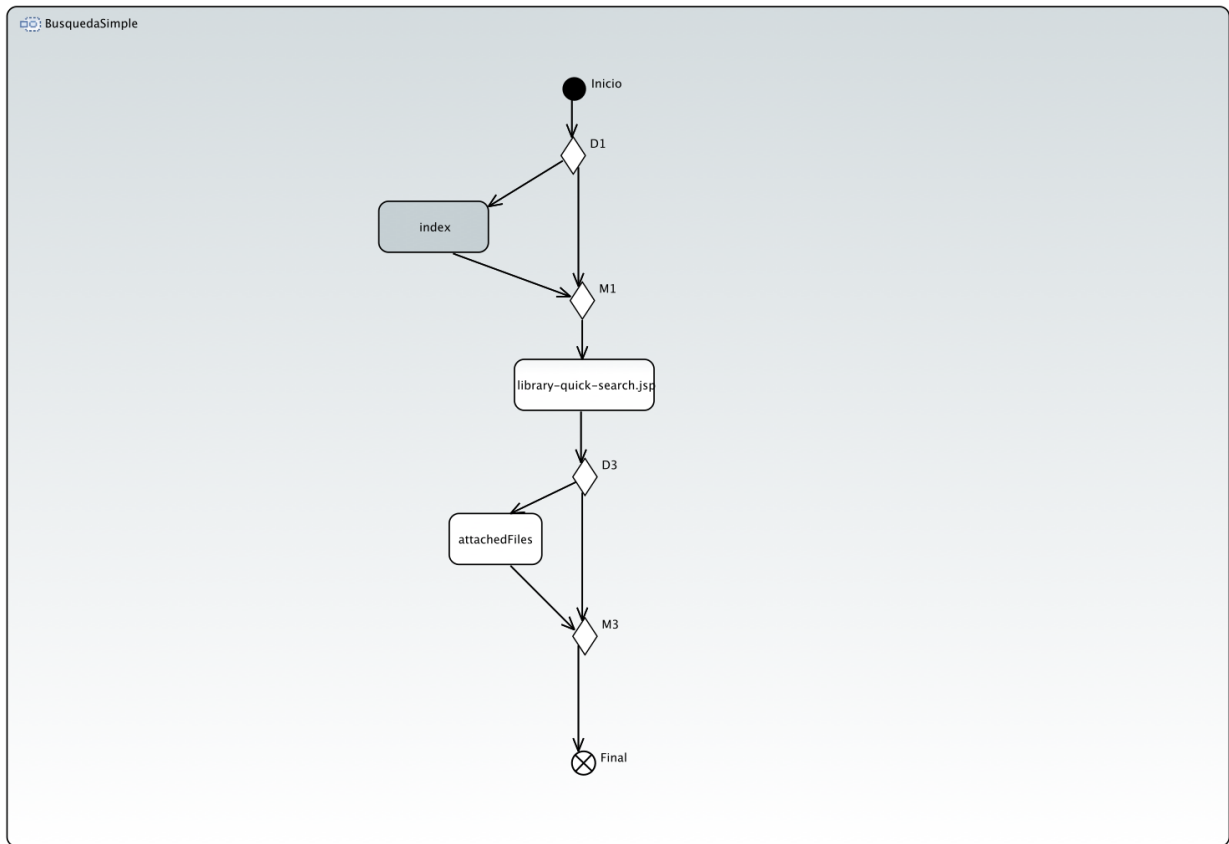 BusquedaSimple
Inicio
D1
index
M1
library-quick-search.jsp
D3
attachedFiles
M3
Final